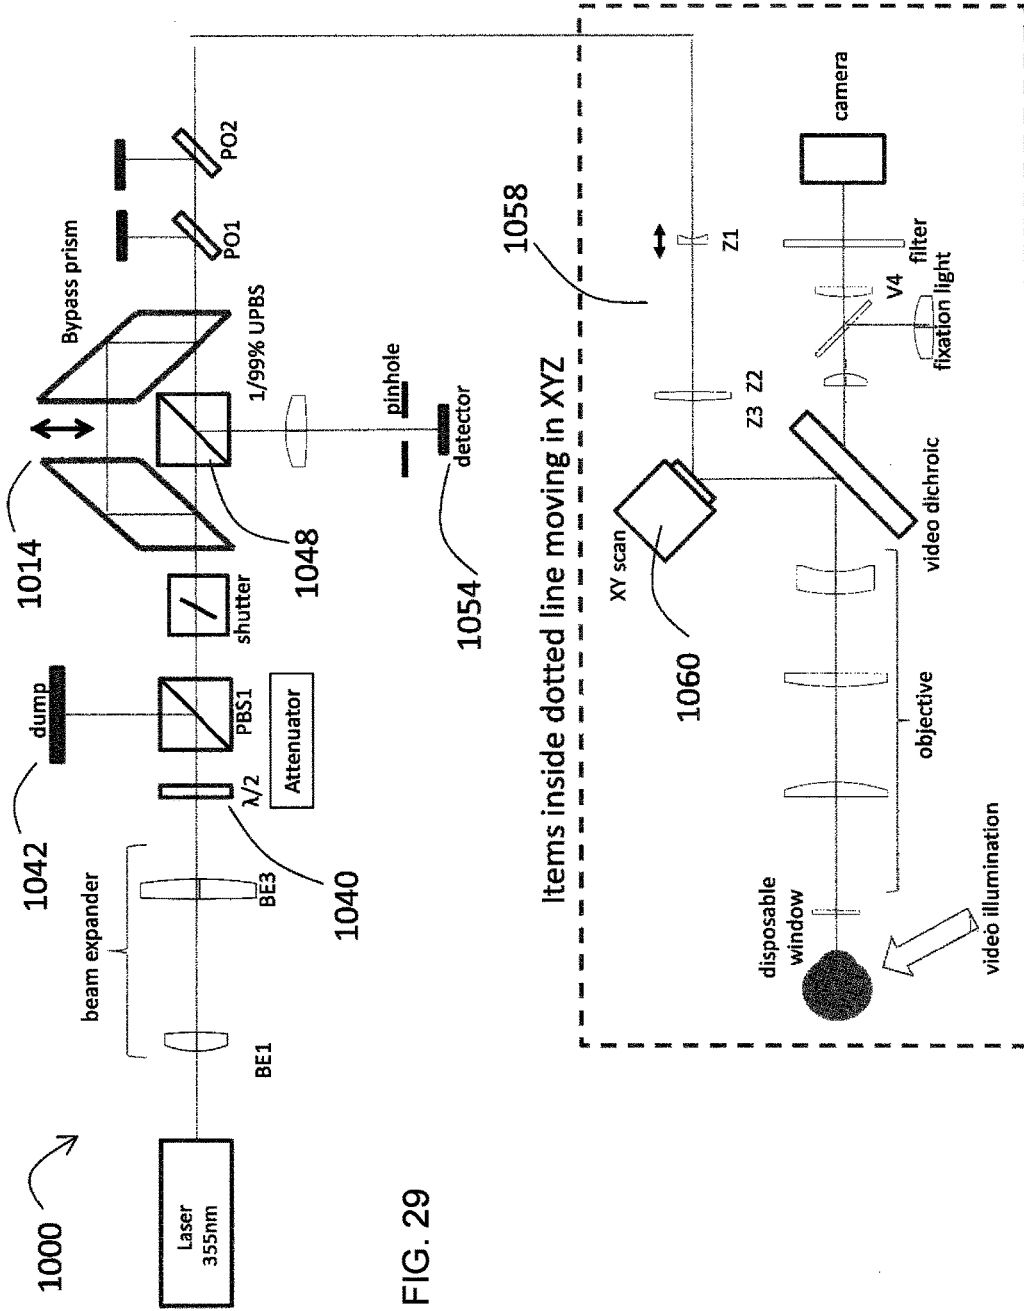 1000
Laser
355nm
BE1
beam expander
BE3
1040
1042
dump
λ/2
PBS1
Attenuator
shutter
1014
1048
Bypass prism
1/99% UPBS
pinhole
detector
1054
PO1
PO2
FIG. 29
Items inside dotted line moving in XYZ
1058
XY scan
1060
Z3
Z2
Z1
disposable
window
video illumination
objective
video dichroic
fixation light
V4
filter
camera